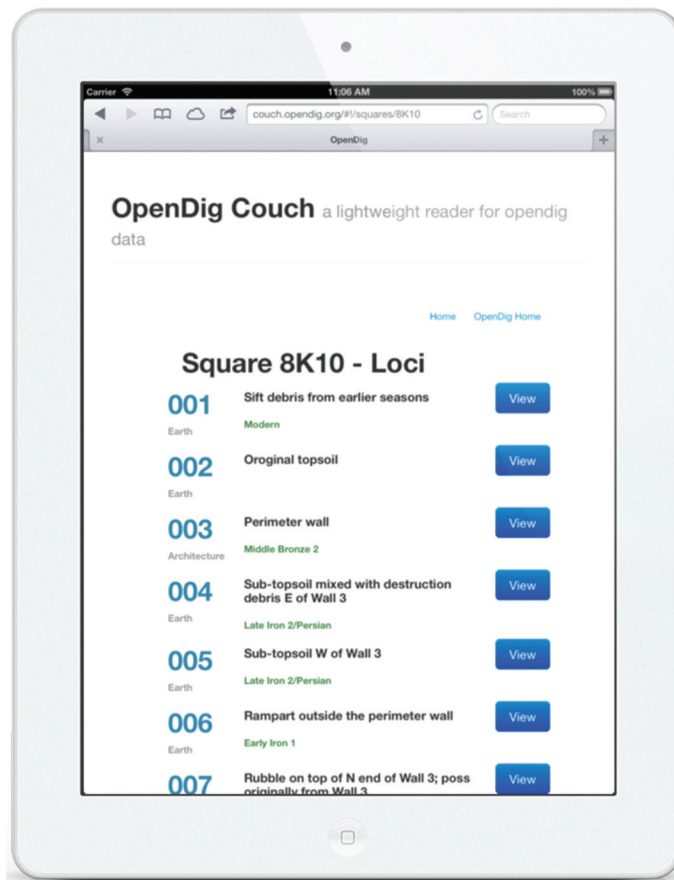 Carrier 11:06 AM 100%
couch.opendig.org/#!/squares/8K10 Search
× OpenDig +
OpenDig Couch a lightweight reader for opendig
data
Home OpenDig Home
Square 8K10 - Loci
001 Sift debris from earlier seasons View
Earth Modern
002 Oroginal topsoil View
Earth
003 Perimeter wall View
Architecture Middle Bronze 2
004 Sub-topsoil mixed with destruction View
debris E of Wall 3
Earth Late Iron 2/Persian
005 Sub-topsoil W of Wall 3 View
Earth Late Iron 2/Persian
006 Rampart outside the perimeter wall View
Earth Early Iron 1
007 Rubble on top of N end of Wall 3; poss View
originally from Wall 3